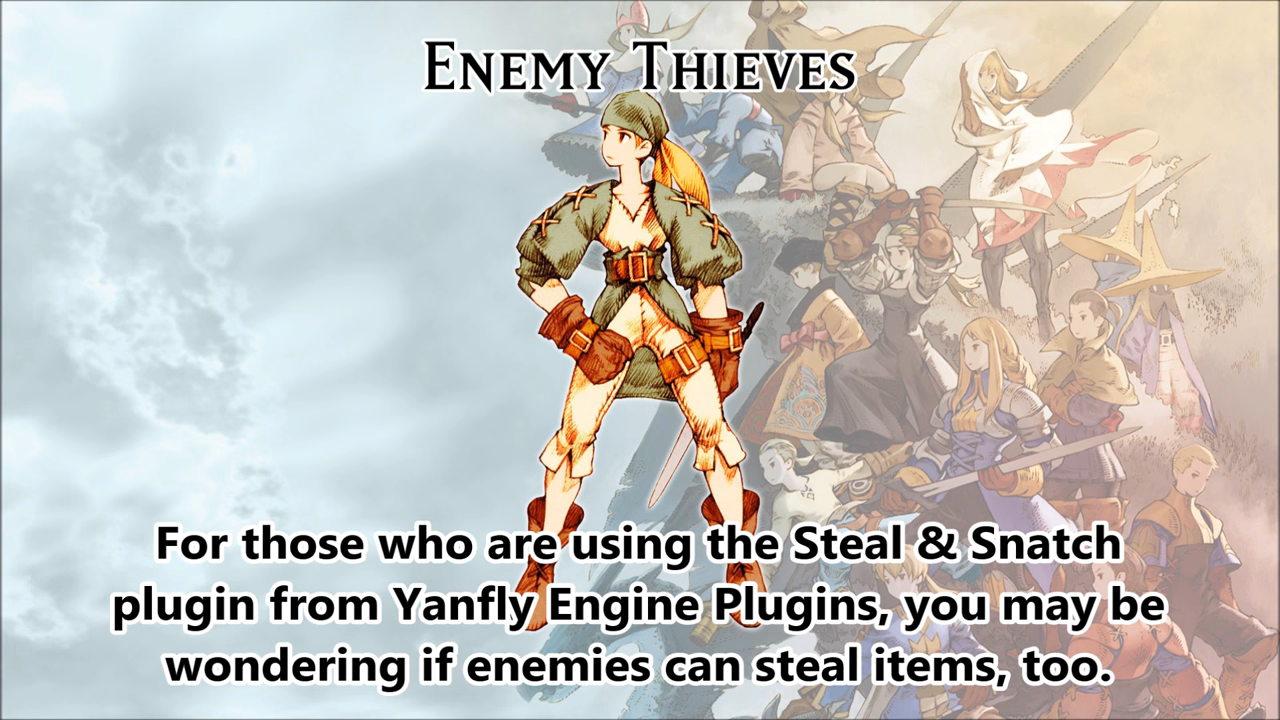 Enemy Thieves
For those who are using the Steal & Snatch
plugin from Yanfly Engine Plugins, you may be
wondering if enemies can steal items, too.